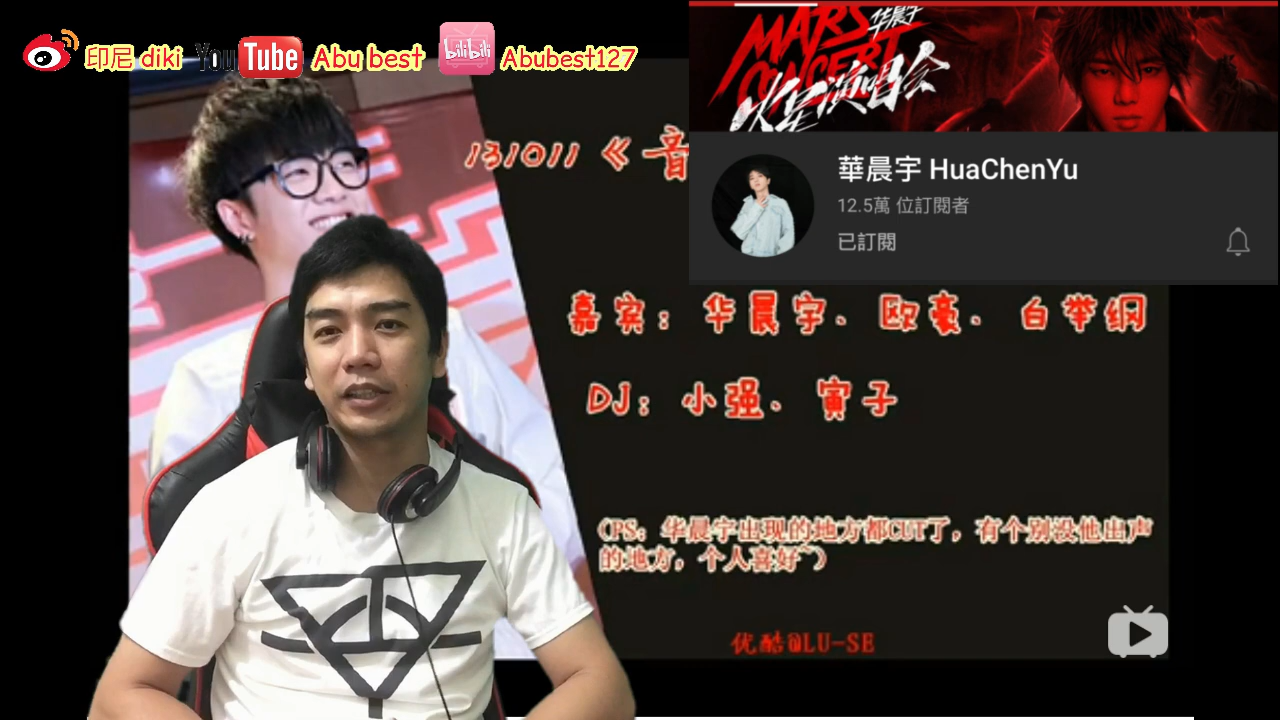 印尼 diki You Tube Abu best bilibili Abubest127
MARS 华晨宇
CONCERT
火星演唱会
華晨宇 HuaChenYu
12.5萬 位訂閱者
已訂閱
131011《音
嘉宾：华晨宇、欧豪、白举纲
DJ：小强、寅子
(PS：华晨宇出现的地方都CUT了，有个别没他出声
的地方，个人喜好~)
优酷@LU-SE